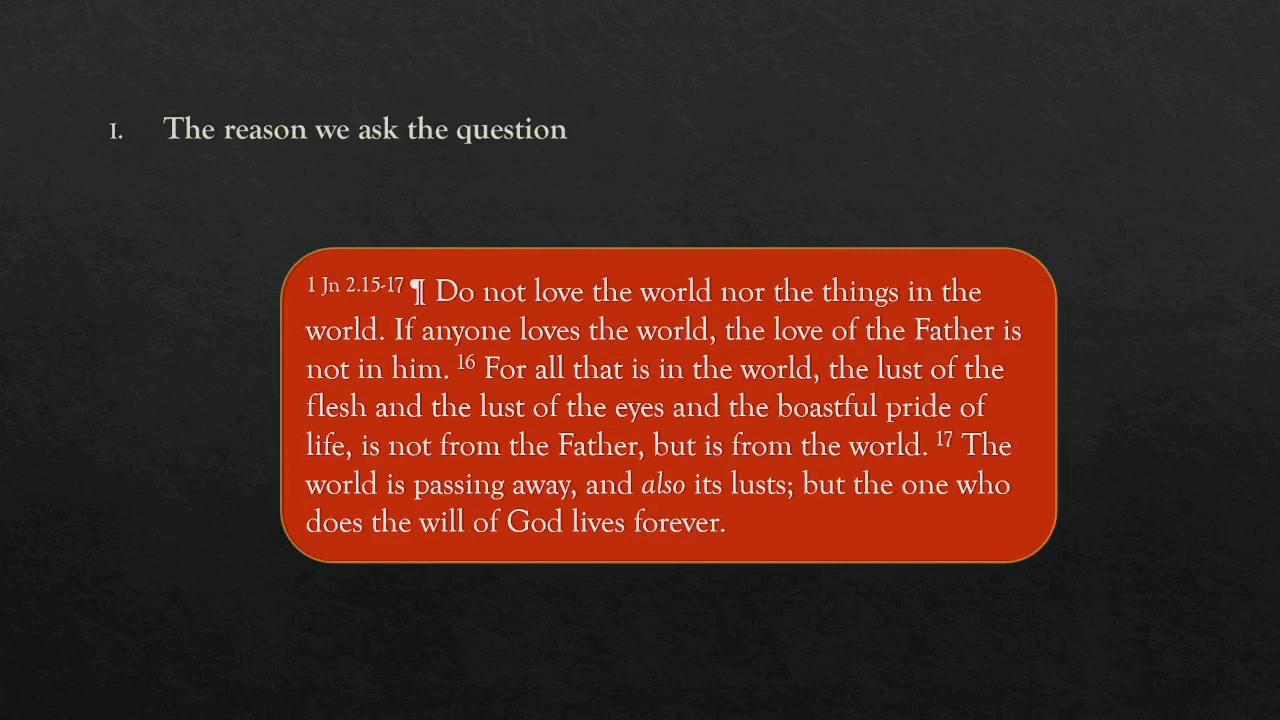 I. The reason we ask the question
1 Jn 2.15-17 ¶ Do not love the world nor the things in the
world. If anyone loves the world, the love of the Father is
not in him. 16 For all that is in the world, the lust of the
flesh and the lust of the eyes and the boastful pride of
life, is not from the Father, but is from the world. 17 The
world is passing away, and also its lusts; but the one who
does the will of God lives forever.